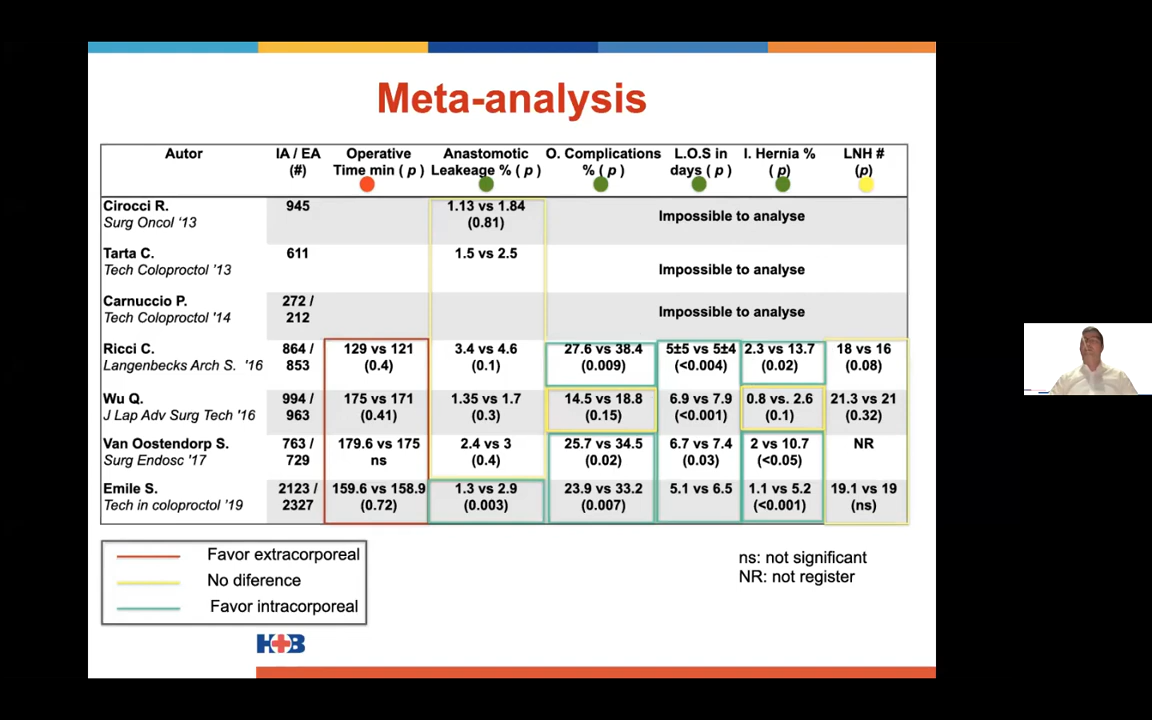 Meta-analysis
Autor IA / EA (#) Operative Time min ( p ) Anastomotic Leakeage % ( p ) O. Complications % ( p ) L.O.S in days ( p ) I. Hernia % ( p ) LNH # (p)
Cirocci R. 945 1.13 vs 1.84 Impossible to analyse
Surg Oncol '13 (0.81)
Tarta C. 611 1.5 vs 2.5 Impossible to analyse
Tech Coloproctol '13
Carnuccio P. 272 / Impossible to analyse
Tech Coloproctol '14 212
Ricci C. 864 / 129 vs 121 3.4 vs 4.6 27.6 vs 38.4 5±5 vs 5±4 2.3 vs 13.7 18 vs 16
Langenbecks Arch S. '16 853 (0.4) (0.1) (0.009) (<0.004) (0.02) (0.08)
Wu Q. 994 / 175 vs 171 1.35 vs 1.7 14.5 vs 18.8 6.9 vs 7.9 0.8 vs. 2.6 21.3 vs 21
J Lap Adv Surg Tech '16 963 (0.41) (0.3) (0.15) (<0.001) (0.1) (0.32)
Van Oostendorp S. 763 / 179.6 vs 175 2.4 vs 3 25.7 vs 34.5 6.7 vs 7.4 2 vs 10.7 NR
Surg Endosc '17 729 ns (0.4) (0.02) (0.03) (<0.05)
Emile S. 2123 / 159.6 vs 158.9 1.3 vs 2.9 23.9 vs 33.2 5.1 vs 6.5 1.1 vs 5.2 19.1 vs 19
Tech in coloproctol '19 2327 (0.72) (0.003) (0.007) (<0.001) (ns)
Favor extracorporeal
No diference
Favor intracorporeal
ns: not significant
NR: not register
H+B